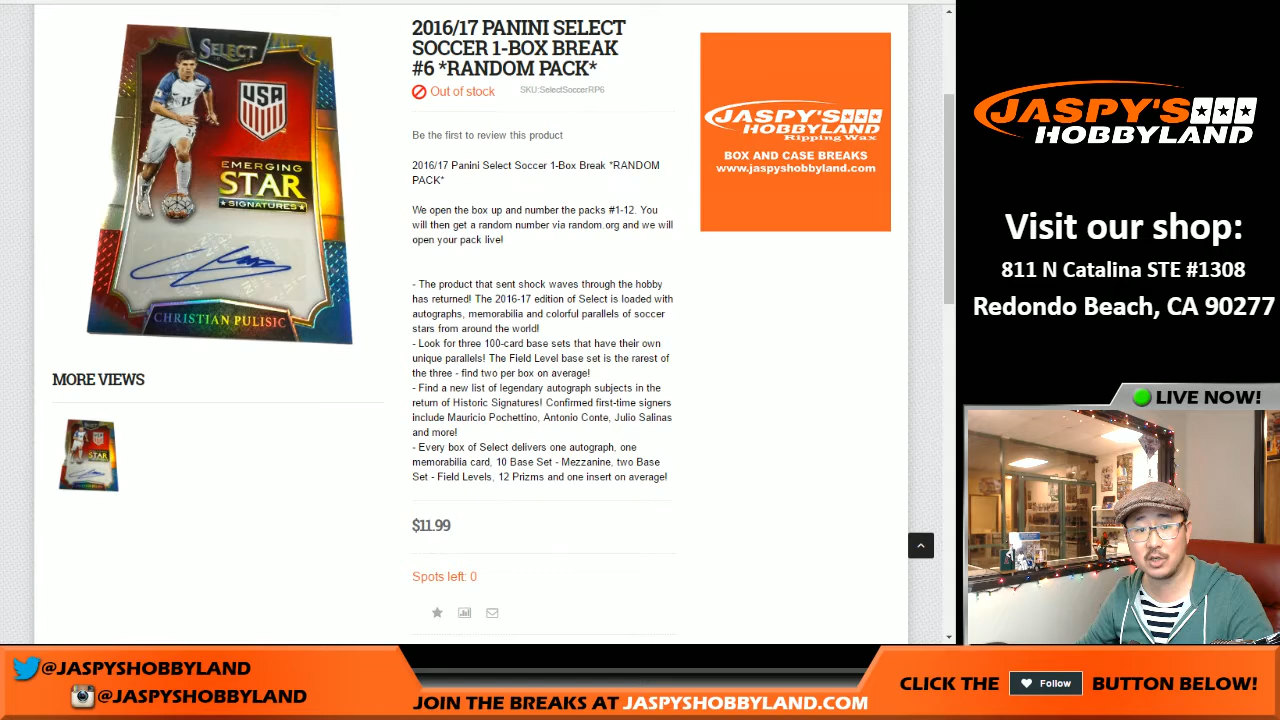 2016/17 PANINI SELECT
SOCCER 1-BOX BREAK
#6 *RANDOM PACK*
Out of stock
SKU:SelectSoccerRP6
Be the first to review this product
2016/17 Panini Select Soccer 1-Box Break *RANDOM
PACK*
We open the box up and number the packs #1-12. You
will then get a random number via random.org and we will
open your pack live!
- The product that sent shock waves through the hobby
has returned! The 2016-17 edition of Select is loaded with
autographs, memorabilia and colorful parallels of soccer
stars from around the world!
- Look for three 100-card base sets that have their own
unique parallels! The Field Level base set is the rarest of
the three - find two per box on average!
- Find a new list of legendary autograph subjects in the
return of Historic Signatures! Confirmed first-time signers
include Mauricio Pochettino, Antonio Conte, Julio Salinas
and more!
- Every box of Select delivers one autograph, one
memorabilia card, 10 Base Set - Mezzanine, two Base
Set - Field Levels, 12 Prizms and one insert on average!
$11.99
Spots left: 0
SELECT
USA
EMERGING
STAR
SIGNATURES
CHRISTIAN PULISIC
MORE VIEWS
JASPY'S
HOBBYLAND
Ripping Wax
BOX AND CASE BREAKS
www.jaspyshobbyland.com
JASPY'S
HOBBYLAND
Visit our shop:
811 N Catalina STE #1308
Redondo Beach, CA 90277
LIVE NOW!
@JASPYSHOBBYLAND
@JASPYSHOBBYLAND
JOIN THE BREAKS AT JASPYSHOBBYLAND.COM
CLICK THE Follow BUTTON BELOW!